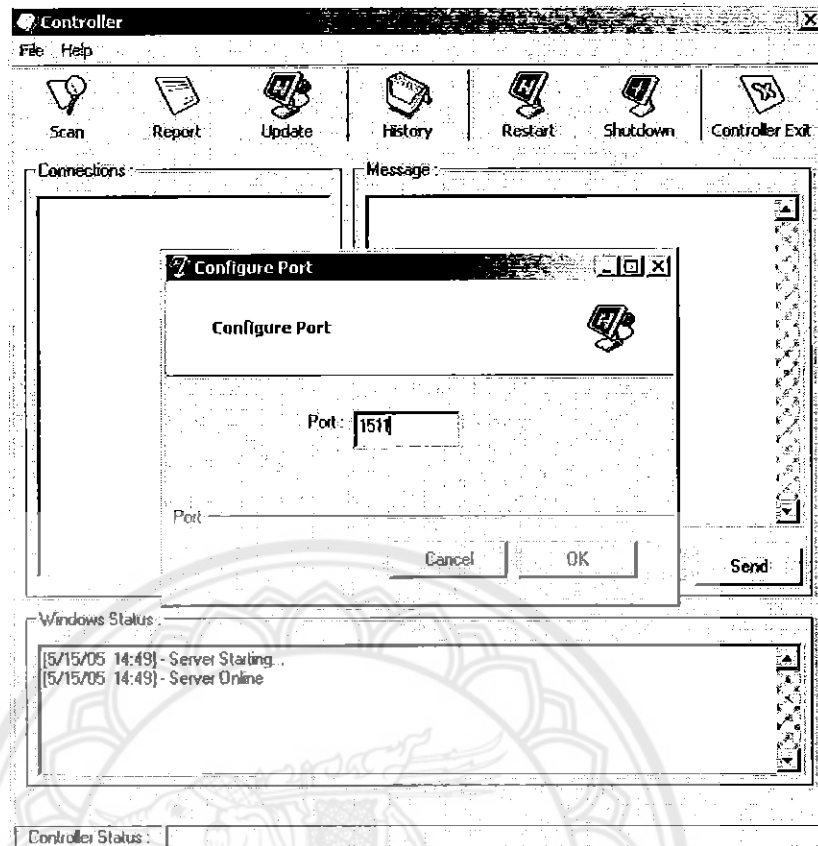 Controller
File Help
Scan Report Update History Restart Shutdown Controller Exit
Connections :
Message :
Configure Port
Configure Port
Port : 1511
Port
Cancel OK
Send
Windows Status :
[5/15/05 14:49] - Server Starting...
[5/15/05 14:49] - Server Online
Controller Status :